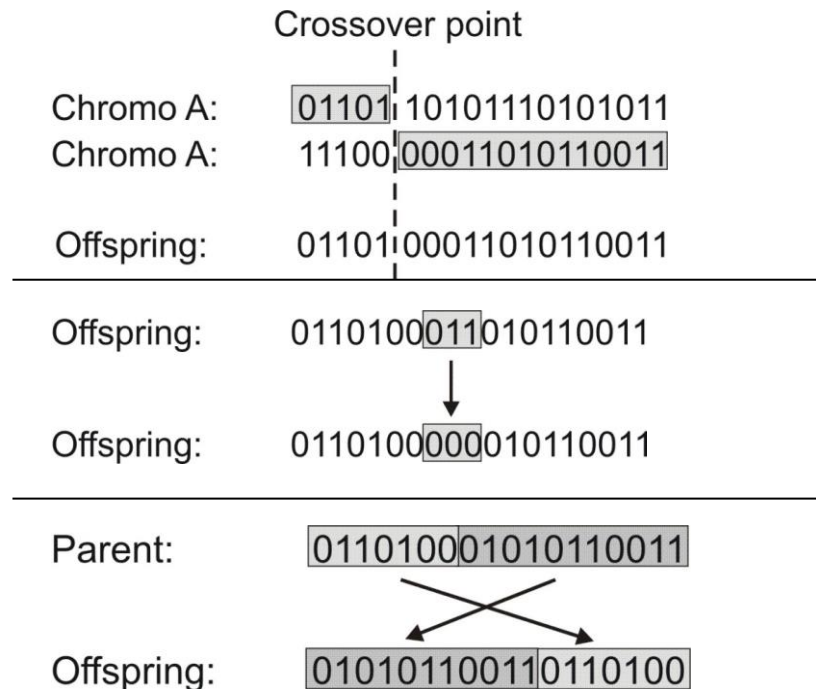 Crossover point
Chromo A: 01101 10101110101011
Chromo A: 11100 00011010110011
Offspring: 01101 00011010110011
Offspring: 0110100011010110011
Offspring: 0110100000010110011
Parent: 011010001010110011
Offspring: 010101100110110100